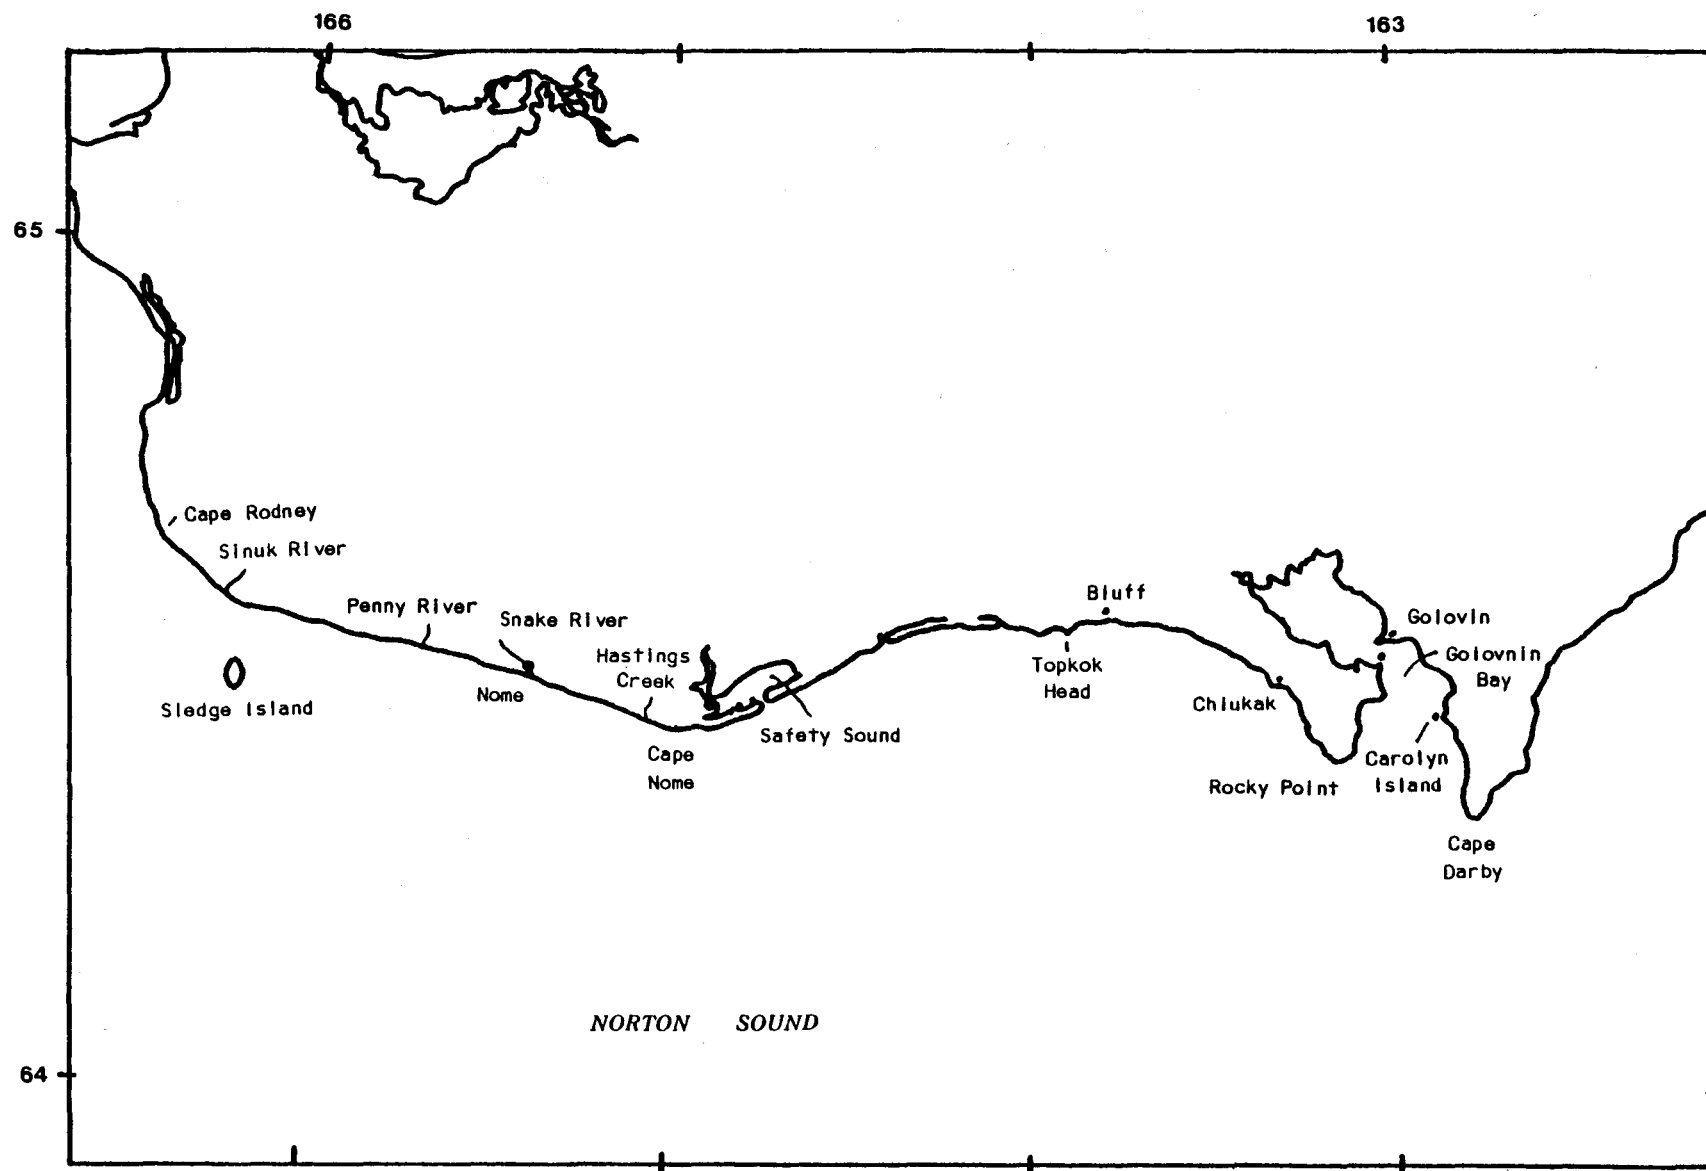 166
163
65
Cape Rodney
Sinuk River
Penny River
Snake River
Bluff
Golovin
Hastings
Creek
Golovnin
Bay
Topkok
Head
Nome
Chiukak
Sledge Island
Safety Sound
Cape
Nome
Carolyn
Island
Rocky Point
Cape
Darby
NORTON SOUND
64